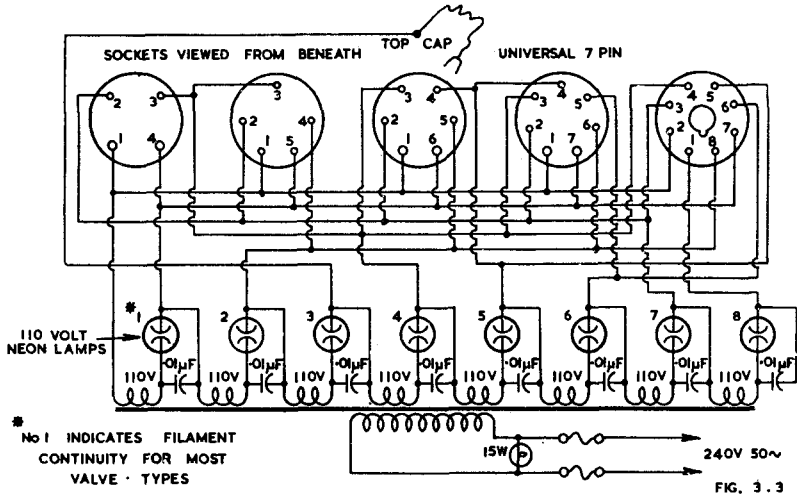 SOCKETS VIEWED FROM BENEATH
TOP CAP
UNIVERSAL 7 PIN
2 3
1 4
3
2 4
1 5
3 4
2 5
1 6
4
3 5
2 6
1 7
4 5
3 6
2 7
1 8
* 1 2 3 4 5 6 7 8
110 VOLT
NEON LAMPS
·01µF ·01µF ·01µF ·01µF ·01µF ·01µF ·01µF ·01µF
110V 110V 110V 110V 110V 110V 110V 110V
* No 1 INDICATES FILAMENT
CONTINUITY FOR MOST
VALVE · TYPES
15W P
240V 50~
FIG. 3.3